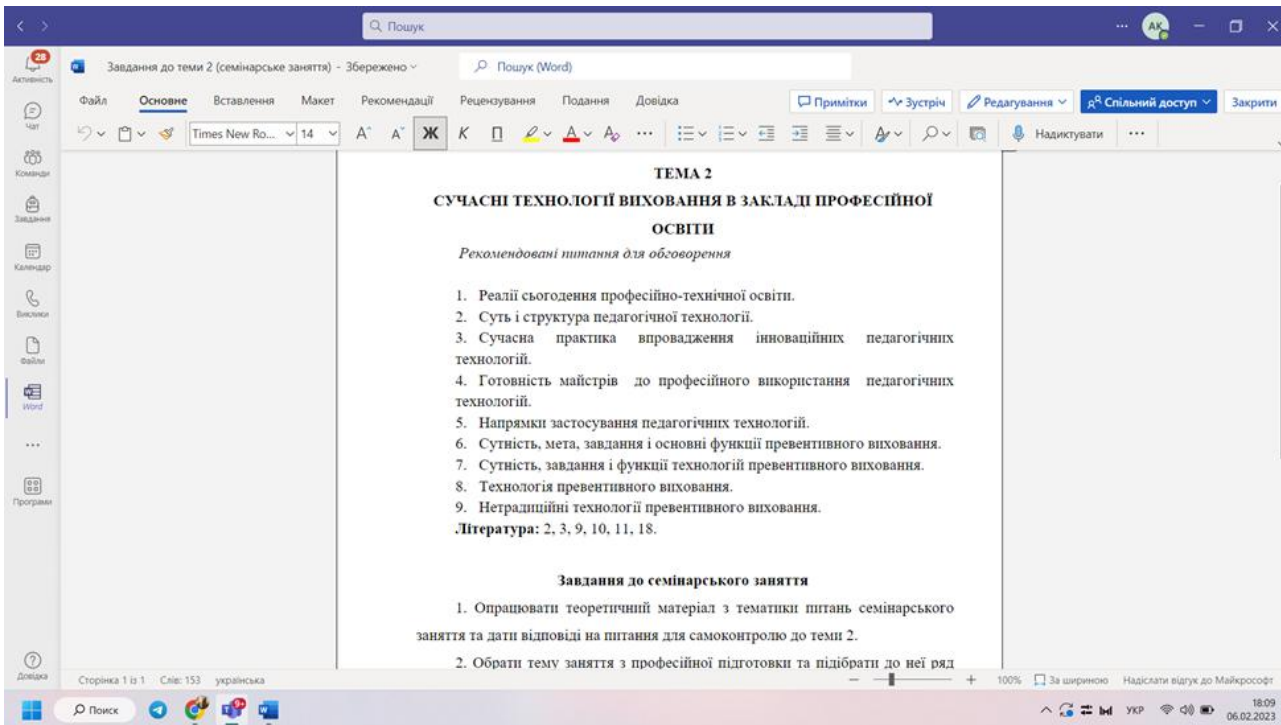 Пошук
AK
28
Активність
Завдання до теми 2 (семінарське заняття) - Збережено
Пошук (Word)
Файл Основне Вставлення Макет Рекомендації Рецензування Подання Довідка Примітки Зустріч Редагування Спільний доступ Закрити
Чат
Times New Ro... 14 A A Ж К П A Надиктувати
Команди
Завдання
Календар
Виклики
Файли
Word
Програми
Довідка
ТЕМА 2
СУЧАСНІ ТЕХНОЛОГІЇ ВИХОВАННЯ В ЗАКЛАДІ ПРОФЕСІЙНОЇ
ОСВІТИ
Рекомендовані питання для обговорення
1. Реалії сьогодення професійно-технічної освіти.
2. Суть і структура педагогічної технології.
3. Сучасна практика впровадження інноваційних педагогічних
технологій.
4. Готовність майстрів до професійного використання педагогічних
технологій.
5. Напрямки застосування педагогічних технологій.
6. Сутність, мета, завдання і основні функції превентивного виховання.
7. Сутність, завдання і функції технологій превентивного виховання.
8. Технологія превентивного виховання.
9. Нетрадиційні технології превентивного виховання.
Література: 2, 3, 9, 10, 11, 18.
Завдання до семінарського заняття
1. Опрацювати теоретичний матеріал з тематики питань семінарського
заняття та дати відповіді на питання для самоконтролю до теми 2.
2. Обрати тему заняття з професійної підготовки та підібрати до неї ряд
Сторінка 1 із 1 Слів: 153 українська 100% За шириною Надіслати відгук до Майкрософт
Поиск УКР 18:09
06.02.2023